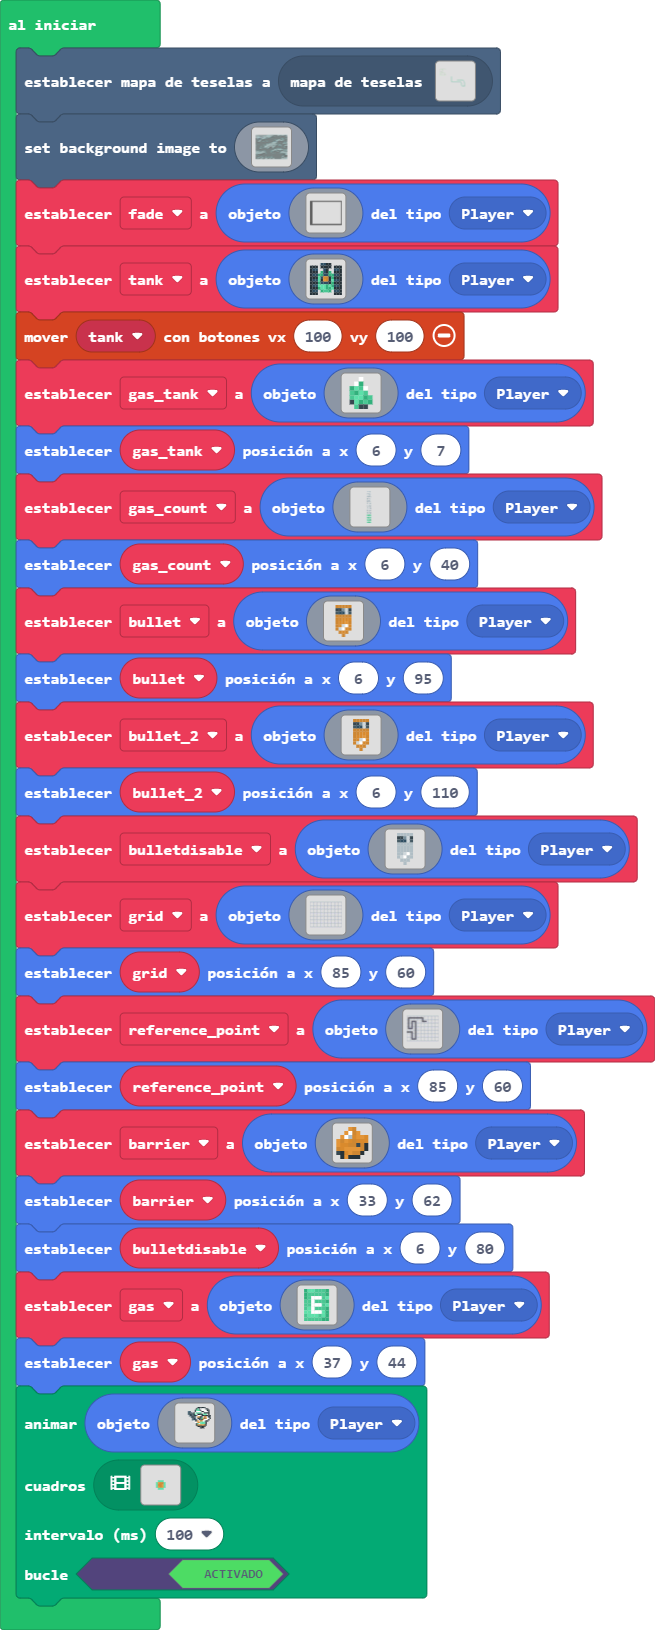 al iniciar
establecer mapa de teselas a mapa de teselas
set background image to
establecer fade a objeto del tipo Player
establecer tank a objeto del tipo Player
mover tank con botones vx 100 vy 100
establecer gas_tank a objeto del tipo Player
establecer gas_tank posición a x 6 y 7
establecer gas_count a objeto del tipo Player
establecer gas_count posición a x 6 y 40
establecer bullet a objeto del tipo Player
establecer bullet posición a x 6 y 95
establecer bullet_2 a objeto del tipo Player
establecer bullet_2 posición a x 6 y 110
establecer bulletdisable a objeto del tipo Player
establecer grid a objeto del tipo Player
establecer grid posición a x 85 y 60
establecer reference_point a objeto del tipo Player
establecer reference_point posición a x 85 y 60
establecer barrier a objeto del tipo Player
establecer barrier posición a x 33 y 62
establecer bulletdisable posición a x 6 y 80
establecer gas a objeto E del tipo Player
establecer gas posición a x 37 y 44
animar objeto del tipo Player
cuadros
intervalo (ms) 100
bucle ACTIVADO